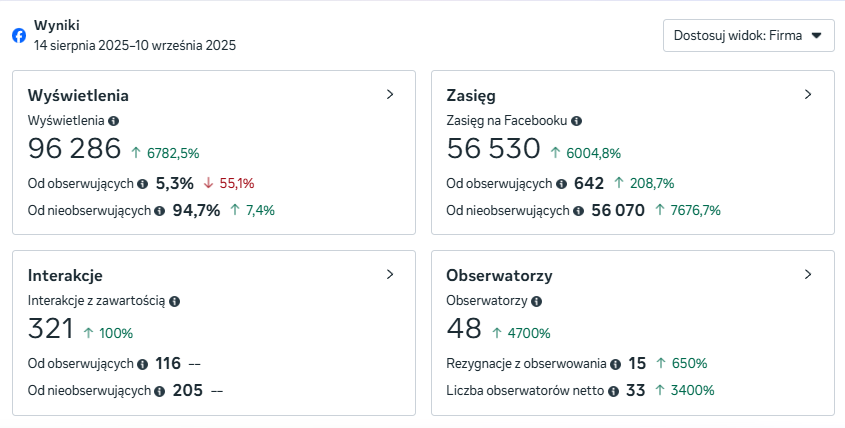 Wyniki
14 sierpnia 2025–10 września 2025
Dostosuj widok: Firma
Wyświetlenia
Wyświetlenia
96 286 ↑ 6782,5%
Od obserwujących 5,3% ↓ 55,1%
Od nieobserwujących 94,7% ↑ 7,4%
Zasięg
Zasięg na Facebooku
56 530 ↑ 6004,8%
Od obserwujących 642 ↑ 208,7%
Od nieobserwujących 56 070 ↑ 7676,7%
Interakcje
Interakcje z zawartością
321 ↑ 100%
Od obserwujących 116 --
Od nieobserwujących 205 --
Obserwatorzy
Obserwatorzy
48 ↑ 4700%
Rezygnacje z obserwowania 15 ↑ 650%
Liczba obserwatorów netto 33 ↑ 3400%